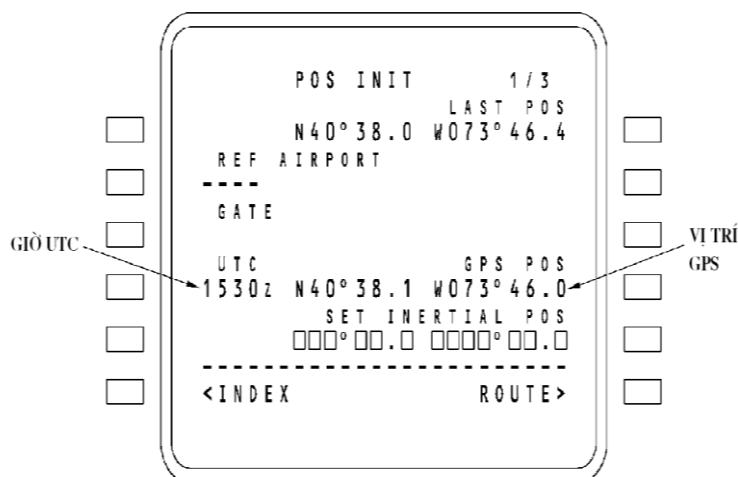 POS INIT 1/3
LAST POS
N40°38.0 W073°46.4
REF AIRPORT
----
GATE
GIỜ UTC
VỊ TRÍ
GPS
UTC GPS POS
1530z N40°38.1 W073°46.0
SET INERTIAL POS
□□□°□□.□ □□□□°□□.□
--------------------------
<INDEX ROUTE>